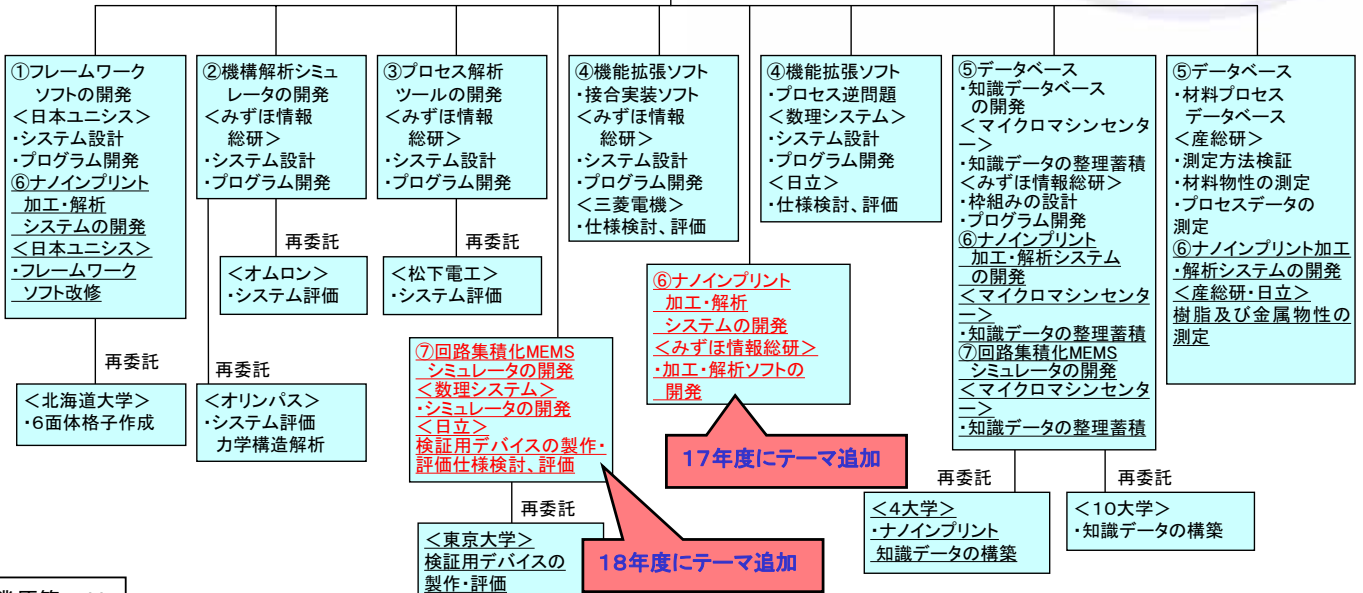 ①フレームワーク
ソフトの開発
＜日本ユニシス＞
・システム設計
・プログラム開発
⑥ナノインプリント
加工・解析
システムの開発
＜日本ユニシス＞
・フレームワーク
ソフト改修
再委託
＜北海道大学＞
・6面体格子作成
②機構解析シミュ
レータの開発
＜みずほ情報
総研＞
・システム設計
・プログラム開発
再委託
＜オムロン＞
・システム評価
再委託
＜オリンパス＞
・システム評価
力学構造解析
③プロセス解析
ツールの開発
＜みずほ情報
総研＞
・システム設計
・プログラム開発
再委託
＜松下電工＞
・システム評価
⑦回路集積化MEMS
シミュレータの開発
＜数理システム＞
・シミュレータの開発
＜日立＞
検証用デバイスの製作・
評価仕様検討、評価
再委託
＜東京大学＞
検証用デバイスの
製作・評価
18年度にテーマ追加
④機能拡張ソフト
・接合実装ソフト
＜みずほ情報
総研＞
・システム設計
・プログラム開発
＜三菱電機＞
・仕様検討、評価
⑥ナノインプリント
加工・解析
システムの開発
＜みずほ情報総研＞
・加工・解析ソフトの
開発
17年度にテーマ追加
④機能拡張ソフト
・プロセス逆問題
＜数理システム＞
・システム設計
・プログラム開発
＜日立＞
・仕様検討、評価
⑤データベース
・知識データベース
の開発
＜マイクロマシンセンタ
ー＞
・知識データの整理蓄積
＜みずほ情報総研＞
・枠組みの設計
・プログラム開発
⑥ナノインプリント
加工・解析システム
の開発
＜マイクロマシンセンタ
ー＞
・知識データの整理蓄積
⑦回路集積化MEMS
シミュレータの開発
＜マイクロマシンセンタ
ー＞
・知識データの整理蓄積
再委託
＜4大学＞
・ナノインプリント
知識データの構築
再委託
＜10大学＞
・知識データの構築
⑤データベース
・材料プロセス
データベース
＜産総研＞
・測定方法検証
・材料物性の測定
・プロセスデータの
測定
⑥ナノインプリント加工
・解析システムの開発
＜産総研・日立＞
樹脂及び金属物性の
測定